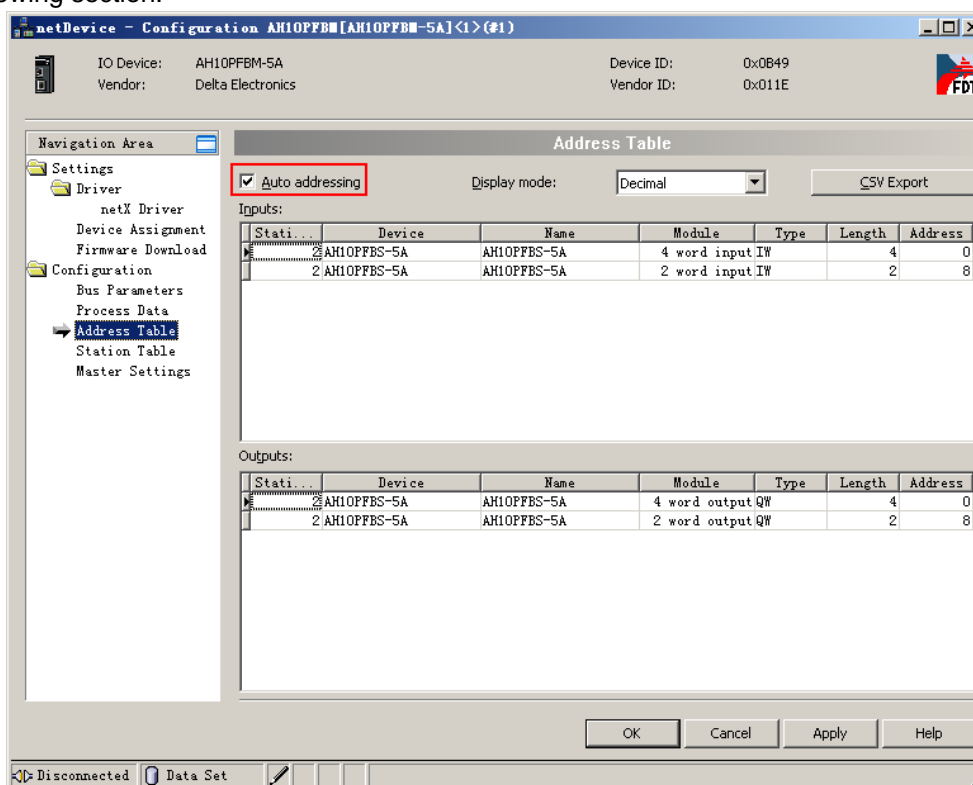 owing section.
netDevice - Configuration AH10PFBM[AH10PFBM-5A]<1>(#1)
IO Device: AH10PFBM-5A Device ID: 0x0B49
Vendor: Delta Electronics Vendor ID: 0x011E
FDT
Navigation Area
Address Table
Settings
Driver
netX Driver
Device Assignment
Firmware Download
Configuration
Bus Parameters
Process Data
Address Table
Station Table
Master Settings
Auto addressing Display mode: Decimal CSV Export
Inputs:
Stati... Device Name Module Type Length Address
2 AH10PFBS-5A AH10PFBS-5A 4 word input IW 4 0
2 AH10PFBS-5A AH10PFBS-5A 2 word input IW 2 8
Outputs:
Stati... Device Name Module Type Length Address
2 AH10PFBS-5A AH10PFBS-5A 4 word output QW 4 0
2 AH10PFBS-5A AH10PFBS-5A 2 word output QW 2 8
OK Cancel Apply Help
Disconnected Data Set